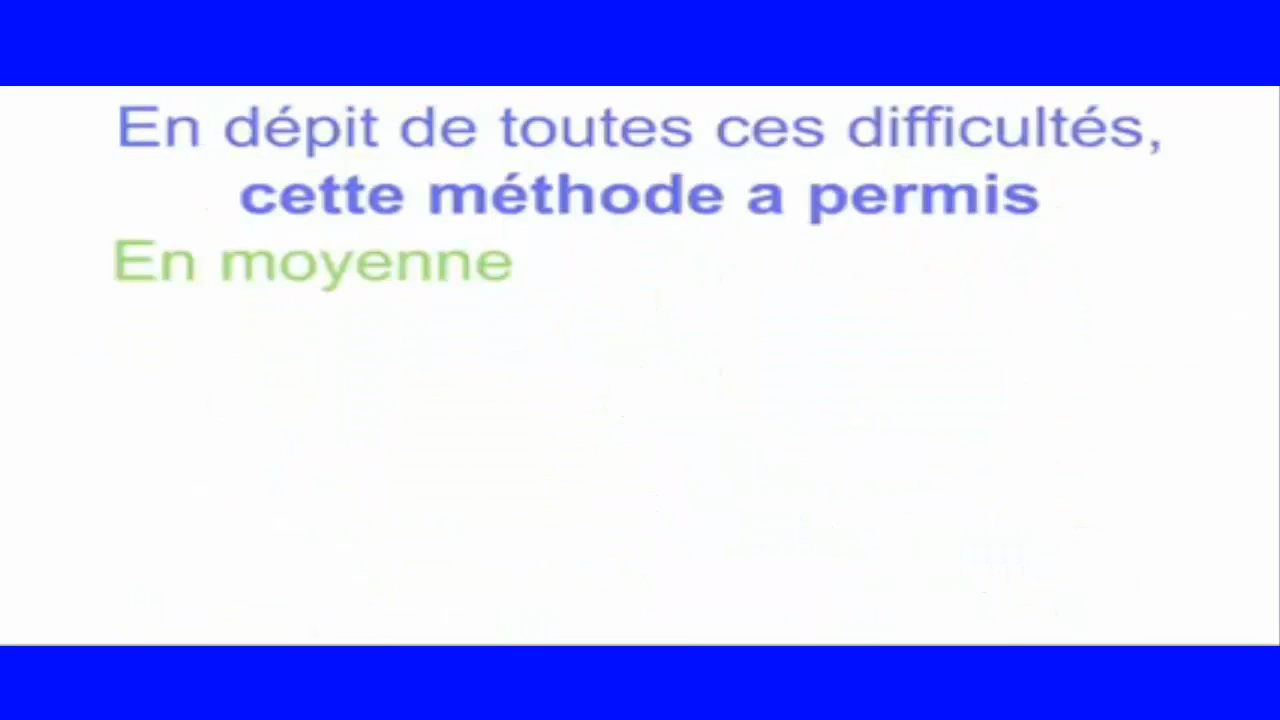 En dépit de toutes ces difficultés,
cette méthode a permis
En moyenne